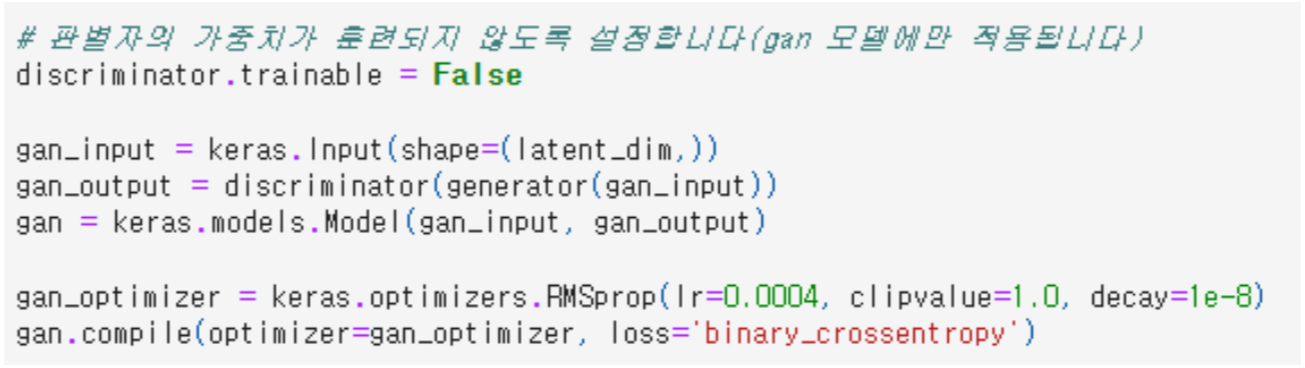 # 판별자의 가중치가 훈련되지 않도록 설정합니다(gan 모델에만 적용됩니다)
discriminator.trainable = False
gan_input = keras.Input(shape=(latent_dim,))
gan_output = discriminator(generator(gan_input))
gan = keras.models.Model(gan_input, gan_output)
gan_optimizer = keras.optimizers.RMSprop(lr=0.0004, clipvalue=1.0, decay=1e-8)
gan.compile(optimizer=gan_optimizer, loss='binary_crossentropy')